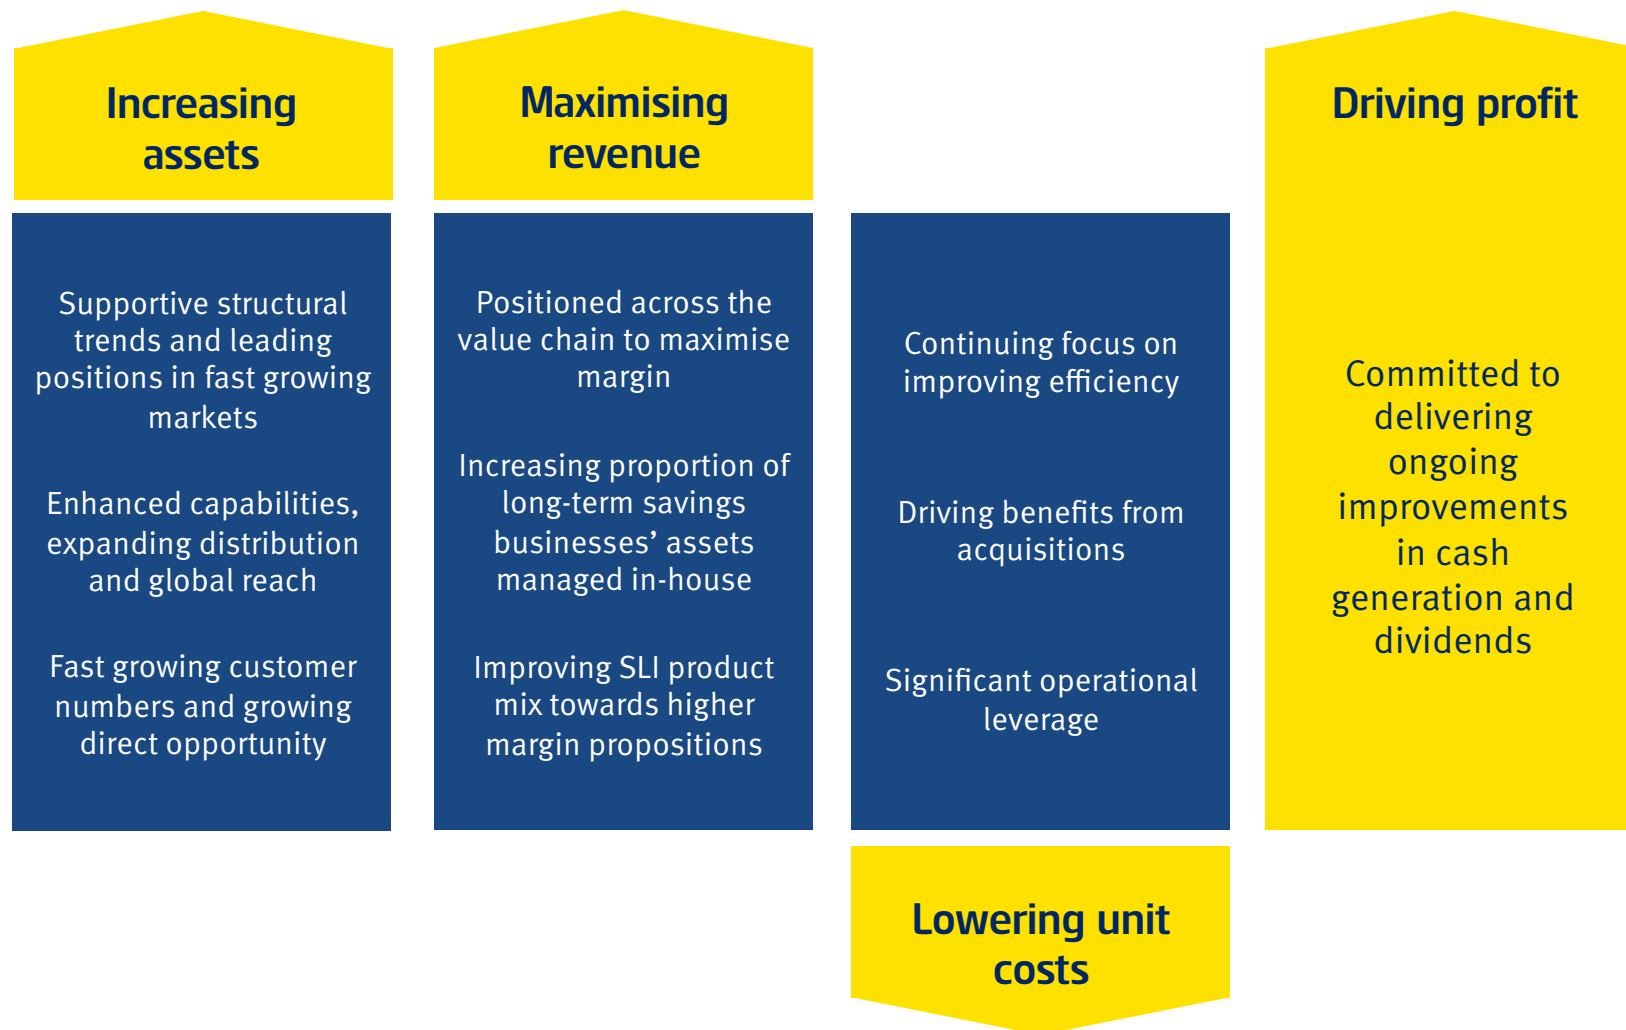 Increasing
assets
Supportive structural
trends and leading
positions in fast growing
markets
Enhanced capabilities,
expanding distribution
and global reach
Fast growing customer
numbers and growing
direct opportunity
Maximising
revenue
Positioned across the
value chain to maximise
margin
Increasing proportion of
long-term savings
businesses’ assets
managed in-house
Improving SLI product
mix towards higher
margin propositions
Continuing focus on
improving efficiency
Driving benefits from
acquisitions
Significant operational
leverage
Lowering unit
costs
Driving profit
Committed to
delivering
ongoing
improvements
in cash
generation and
dividends